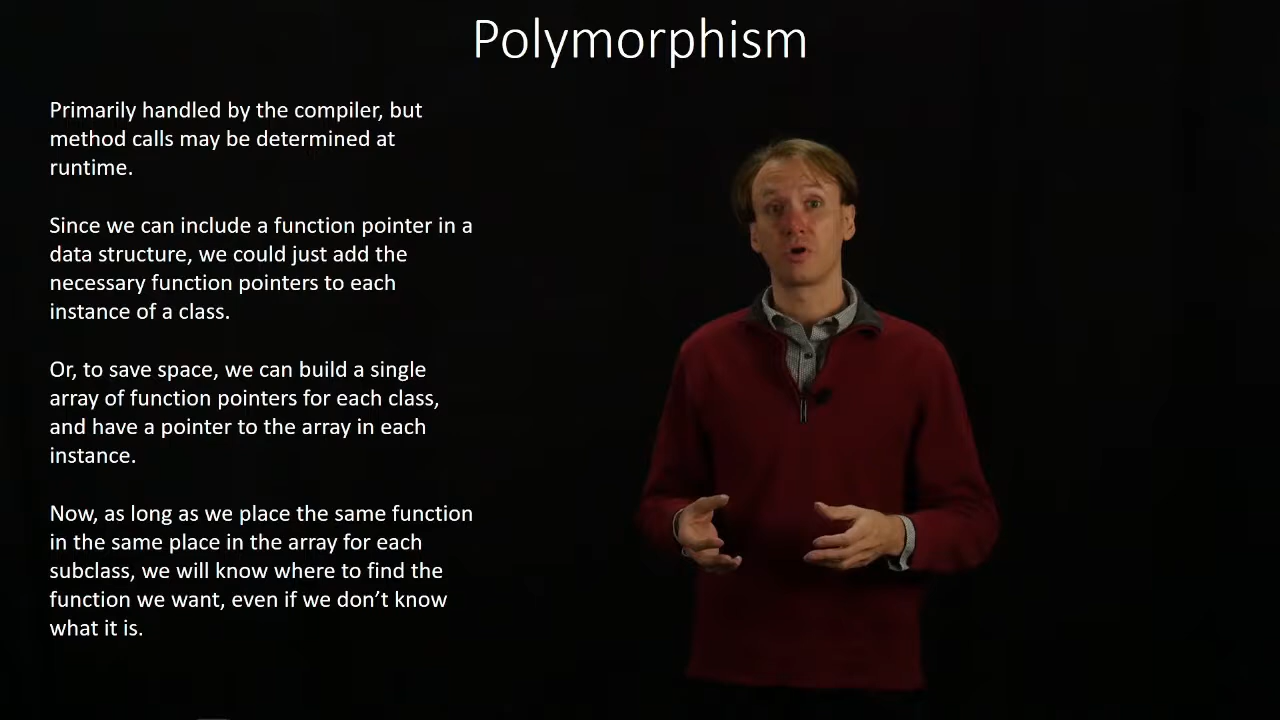 Polymorphism
Primarily handled by the compiler, but
method calls may be determined at
runtime.
Since we can include a function pointer in a
data structure, we could just add the
necessary function pointers to each
instance of a class.
Or, to save space, we can build a single
array of function pointers for each class,
and have a pointer to the array in each
instance.
Now, as long as we place the same function
in the same place in the array for each
subclass, we will know where to find the
function we want, even if we don’t know
what it is.